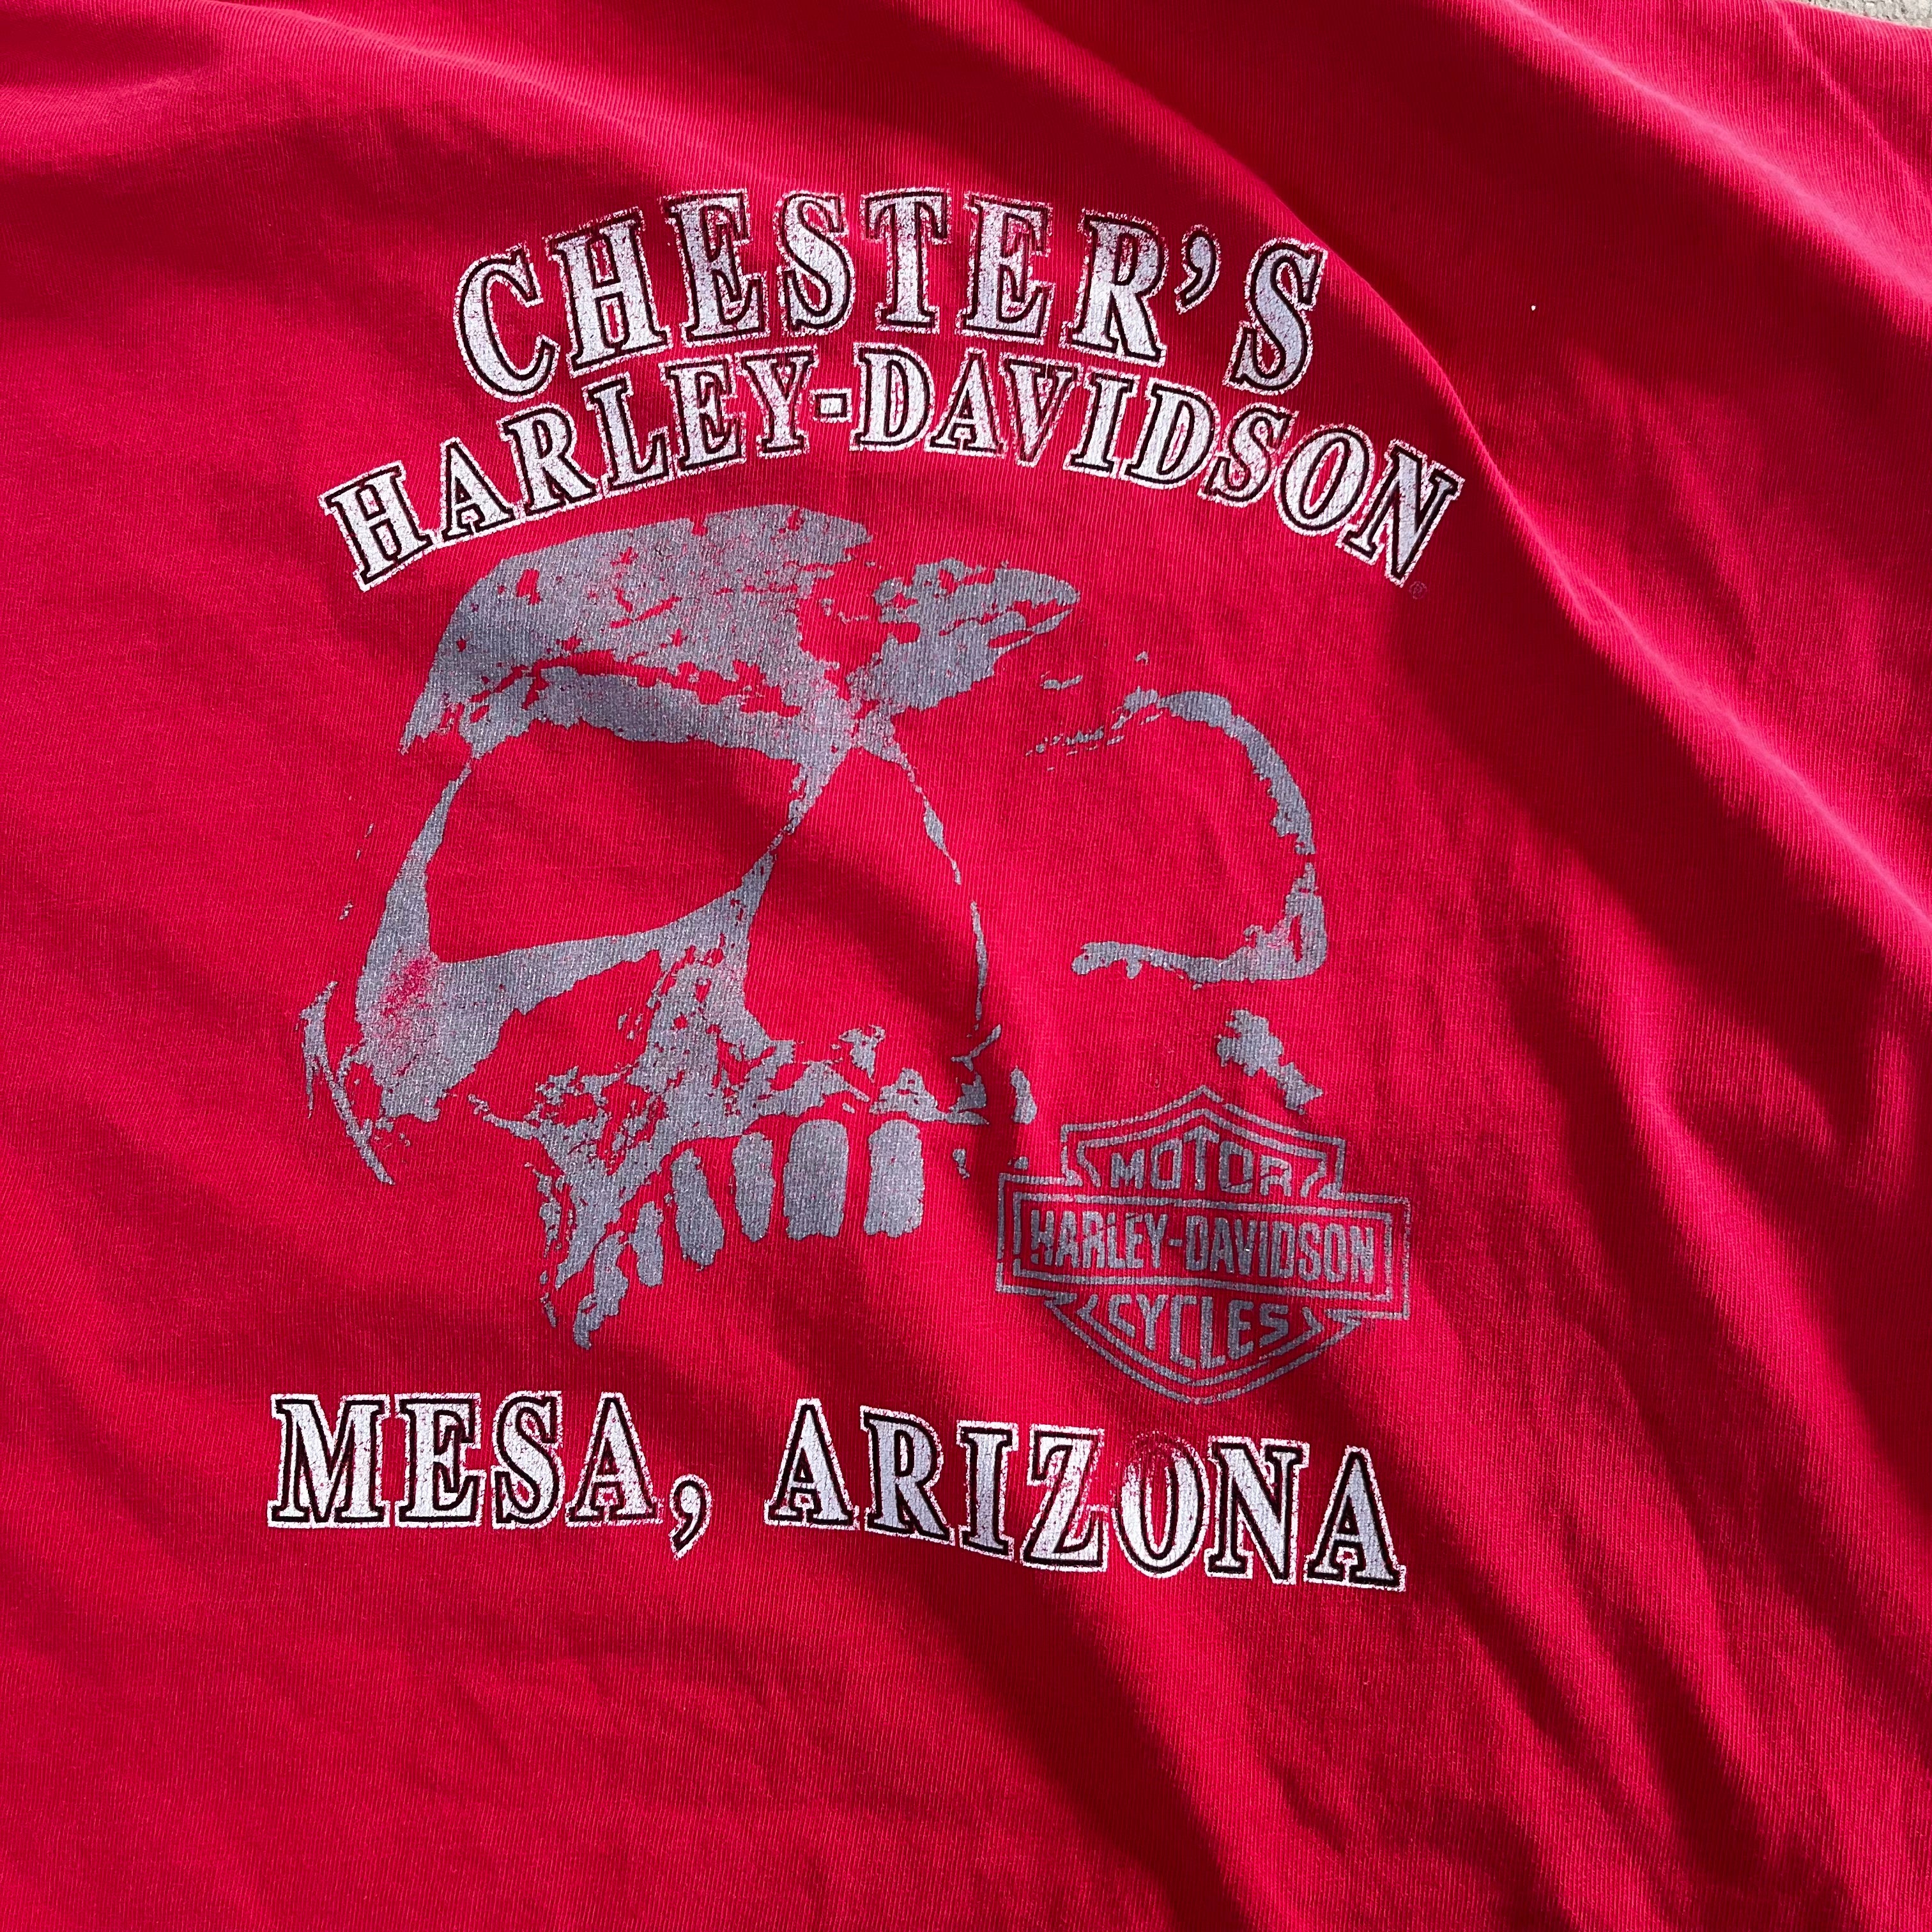 CHESTER'S
HARLEY-DAVIDSON®
MOTOR
HARLEY-DAVIDSON
CYCLES
MESA, ARIZONA